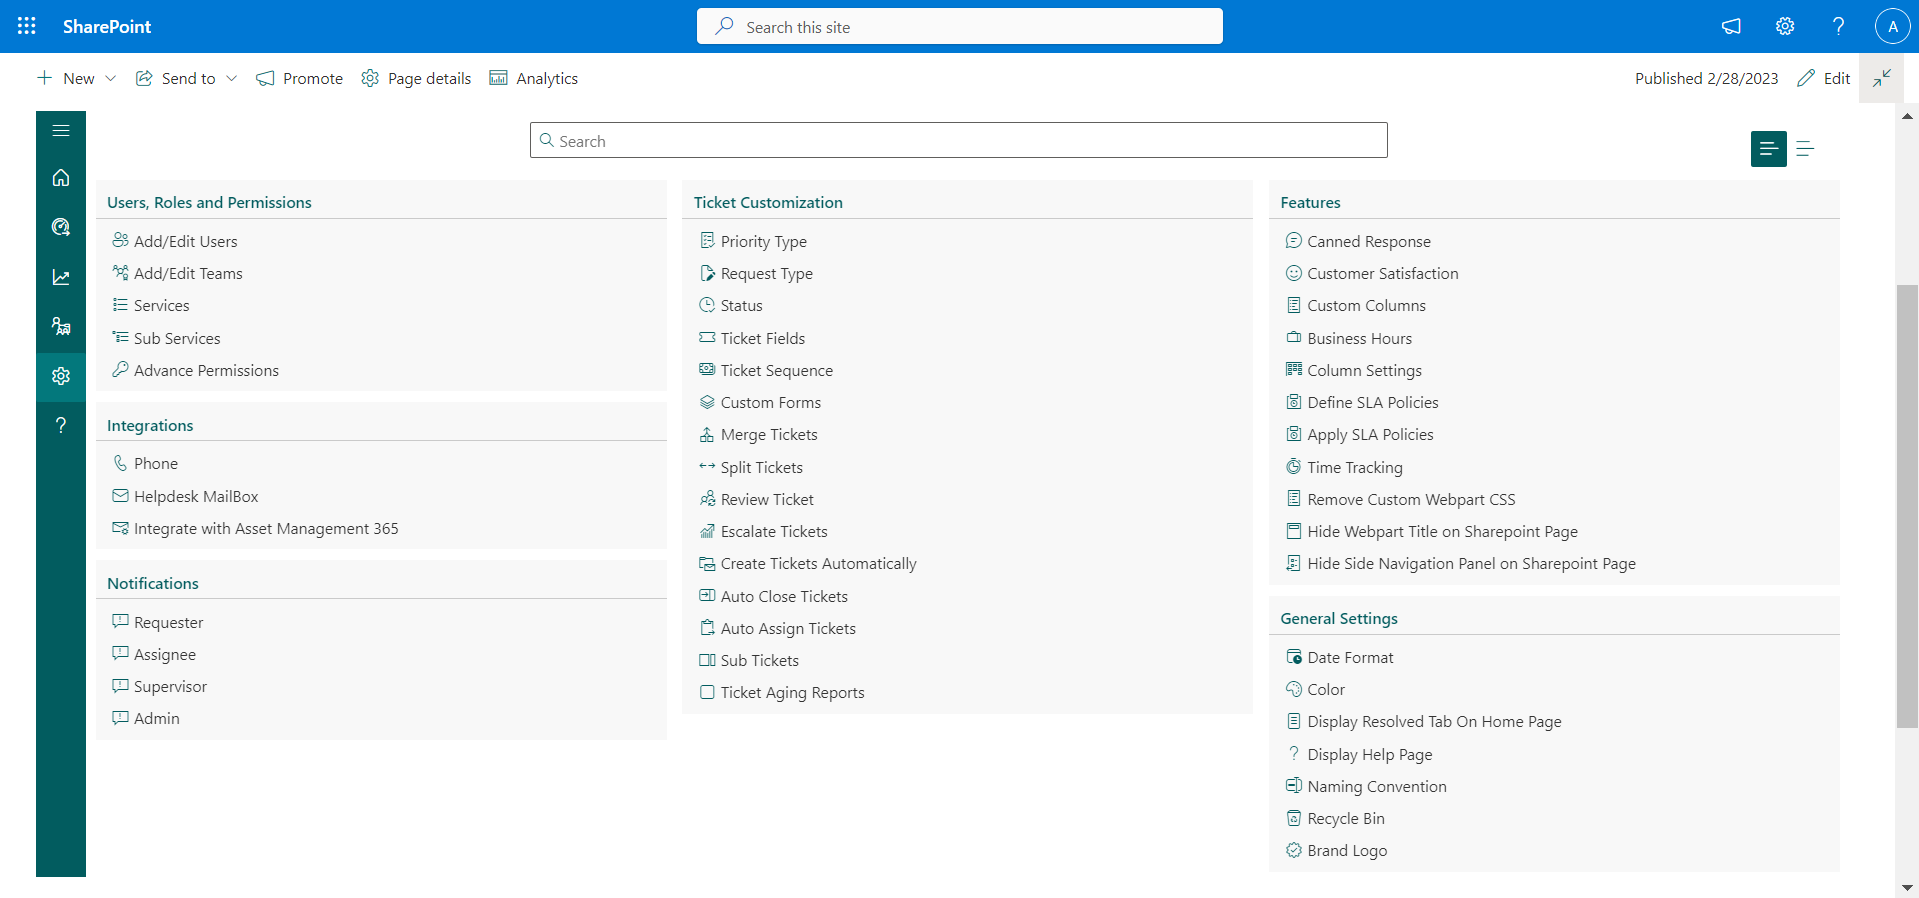 SharePoint
Search this site
A
New
Send to
Promote
Page details
Analytics
Published 2/28/2023
Edit
Search
Users, Roles and Permissions
Add/Edit Users
Add/Edit Teams
Services
Sub Services
Advance Permissions
Integrations
Phone
Helpdesk MailBox
Integrate with Asset Management 365
Notifications
Requester
Assignee
Supervisor
Admin
Ticket Customization
Priority Type
Request Type
Status
Ticket Fields
Ticket Sequence
Custom Forms
Merge Tickets
Split Tickets
Review Ticket
Escalate Tickets
Create Tickets Automatically
Auto Close Tickets
Auto Assign Tickets
Sub Tickets
Ticket Aging Reports
Features
Canned Response
Customer Satisfaction
Custom Columns
Business Hours
Column Settings
Define SLA Policies
Apply SLA Policies
Time Tracking
Remove Custom Webpart CSS
Hide Webpart Title on Sharepoint Page
Hide Side Navigation Panel on Sharepoint Page
General Settings
Date Format
Color
Display Resolved Tab On Home Page
Display Help Page
Naming Convention
Recycle Bin
Brand Logo